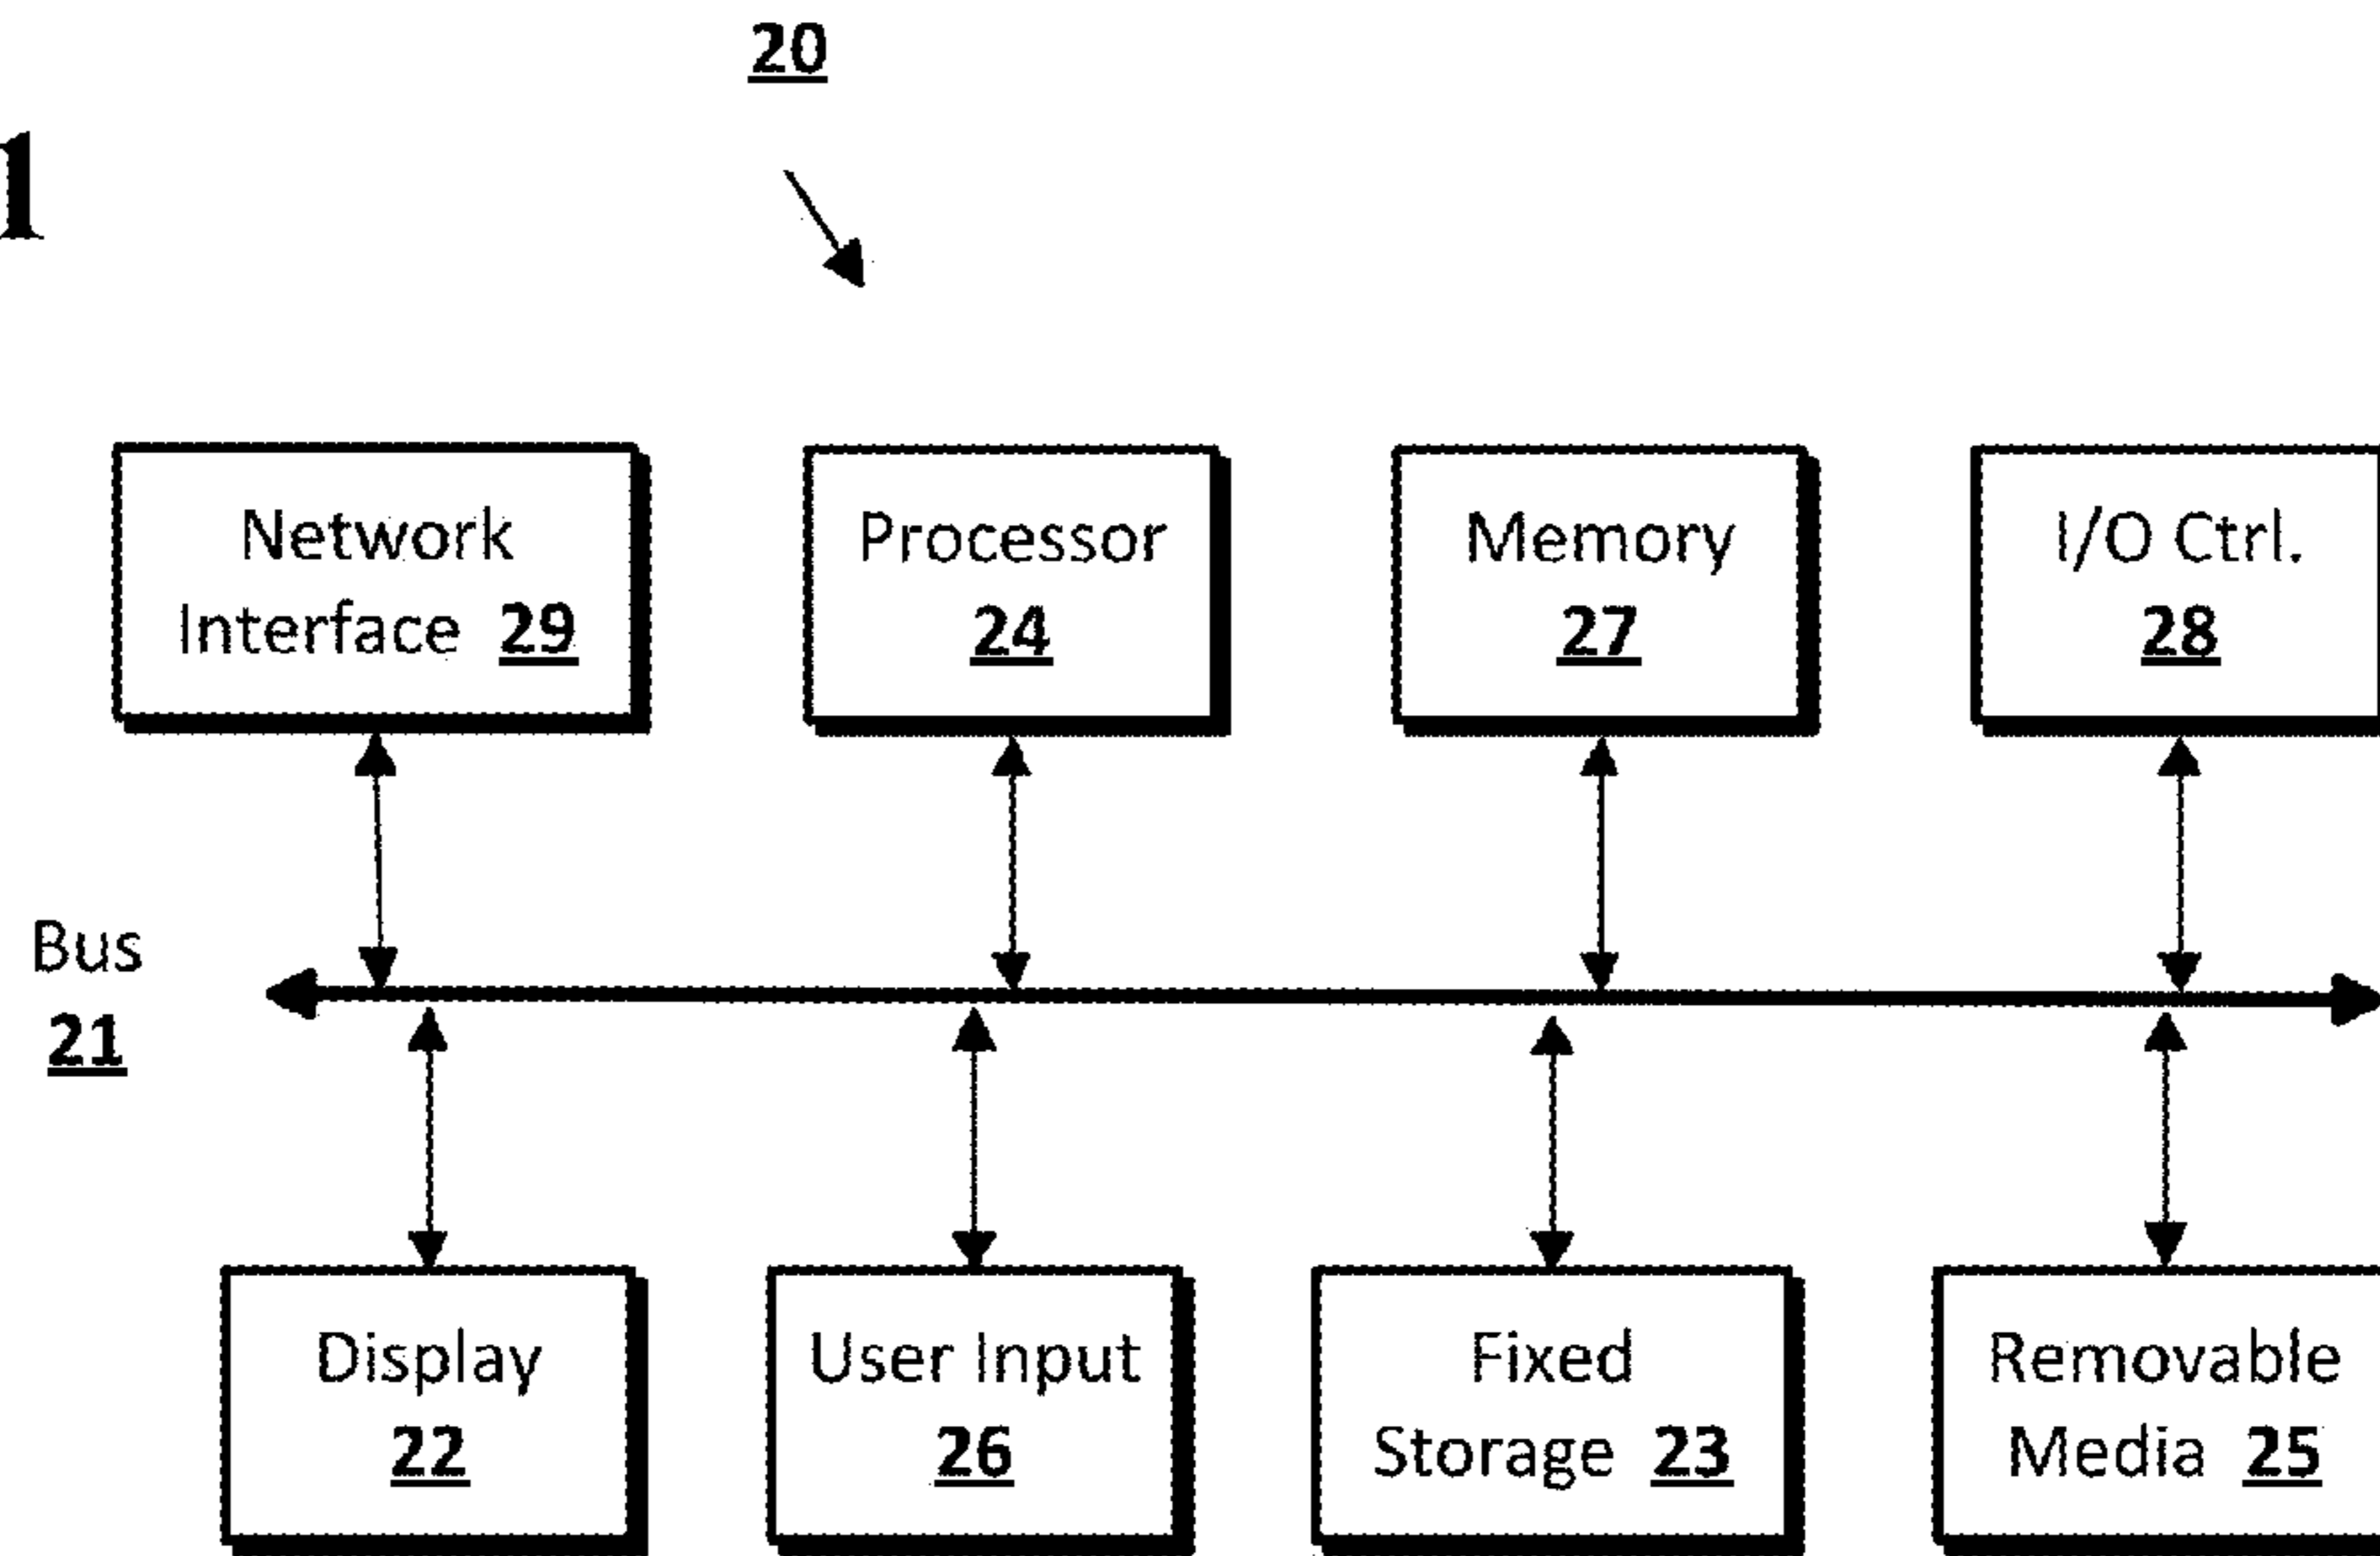 20
1
Network
Interface 29
Processor
24
Memory
27
I/O Ctrl.
28
Bus
21
Display
22
User Input
26
Fixed
Storage 23
Removable
Media 25